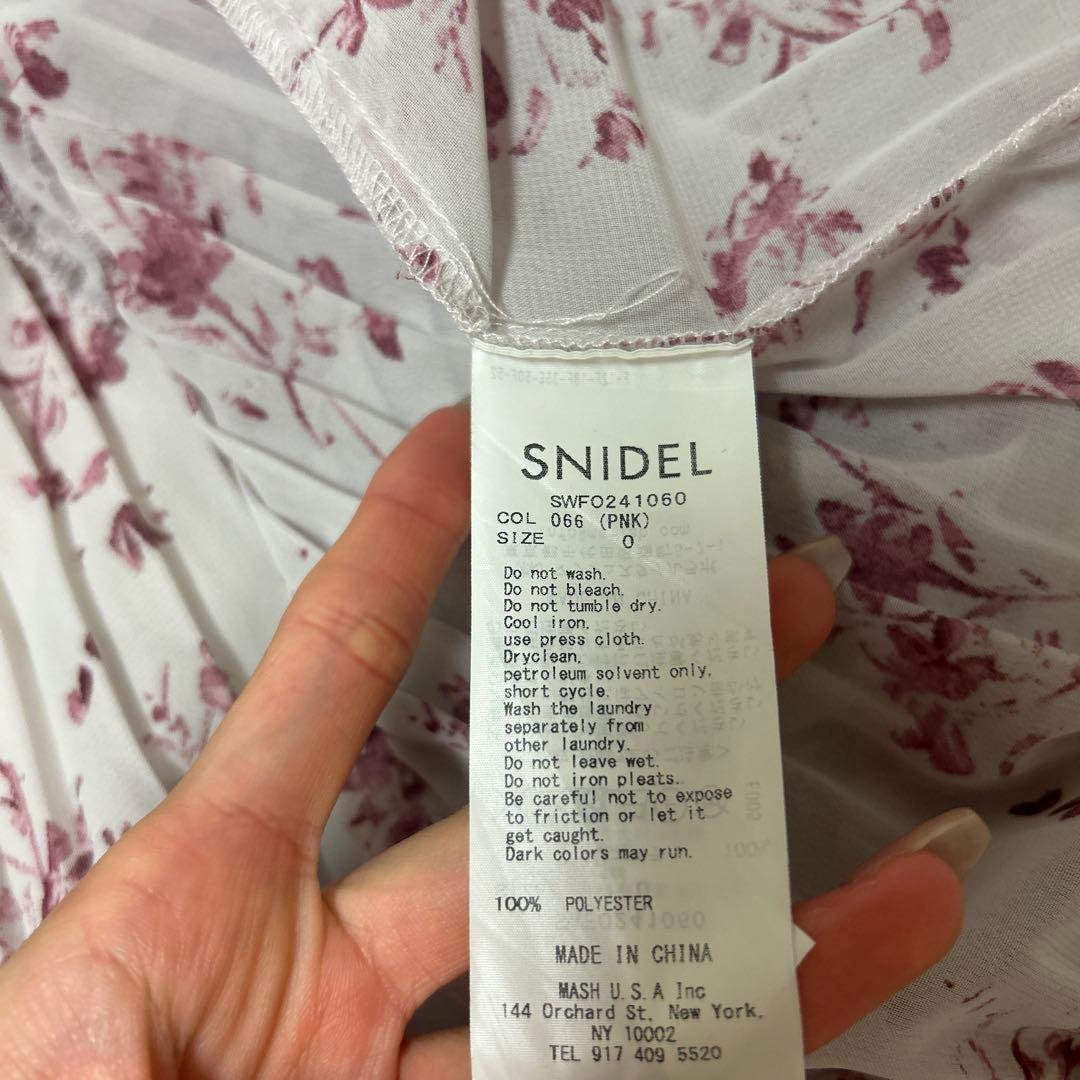 SNIDEL
SWFO241060
COL 066 (PNK)
SIZE 0
Do not wash.
Do not bleach.
Do not tumble dry.
Cool iron,
use press cloth.
Dryclean,
petroleum solvent only,
short cycle.
Wash the laundry
separately from
other laundry.
Do not leave wet.
Do not iron pleats.
Be careful not to expose
to friction or let it
get caught.
Dark colors may run.
100% POLYESTER
MADE IN CHINA
MASH U.S.A Inc
144 Orchard St, New York,
NY 10002
TEL 917 409 5520